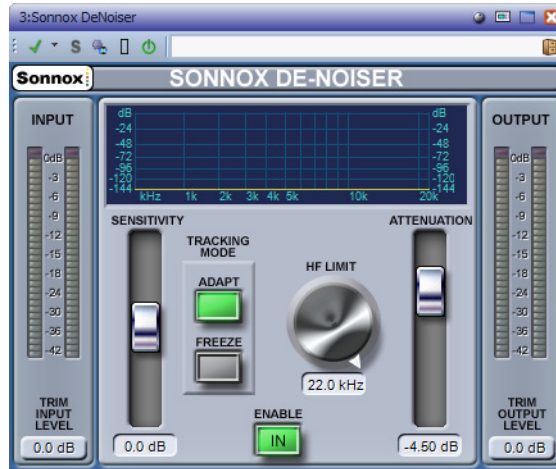 3:Sonnox DeNoiser
S
Sonnox
SONNOX DE-NOISER
INPUT
0dB
-3
-6
-9
-12
-15
-18
-24
-30
-36
-42
TRIM
INPUT
LEVEL
0.0 dB
dB
-24
-48
-72
-96
-120
-144
dB
-24
-48
-72
-96
-120
-144
kHz 1k 2k 3k 4k 5k 10k 20k
SENSITIVITY
0.0 dB
TRACKING
MODE
ADAPT
FREEZE
HF LIMIT
22.0 kHz
ENABLE
IN
ATTENUATION
-4.50 dB
OUTPUT
0dB
-3
-6
-9
-12
-15
-18
-24
-30
-36
-42
TRIM
OUTPUT
LEVEL
0.0 dB